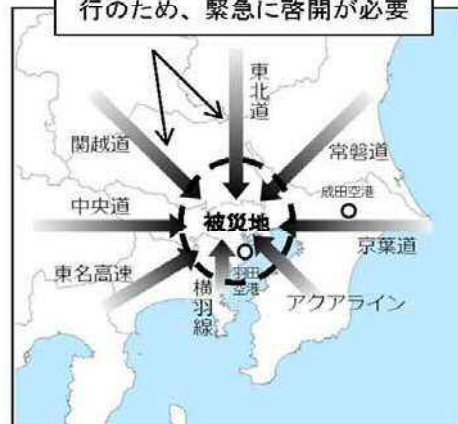 行のため、緊急に啓開が必要
東北道
関越道
常磐道
成田空港
中央道
被災地
京葉道
羽田空港
東名高速
横羽線
アクアライン